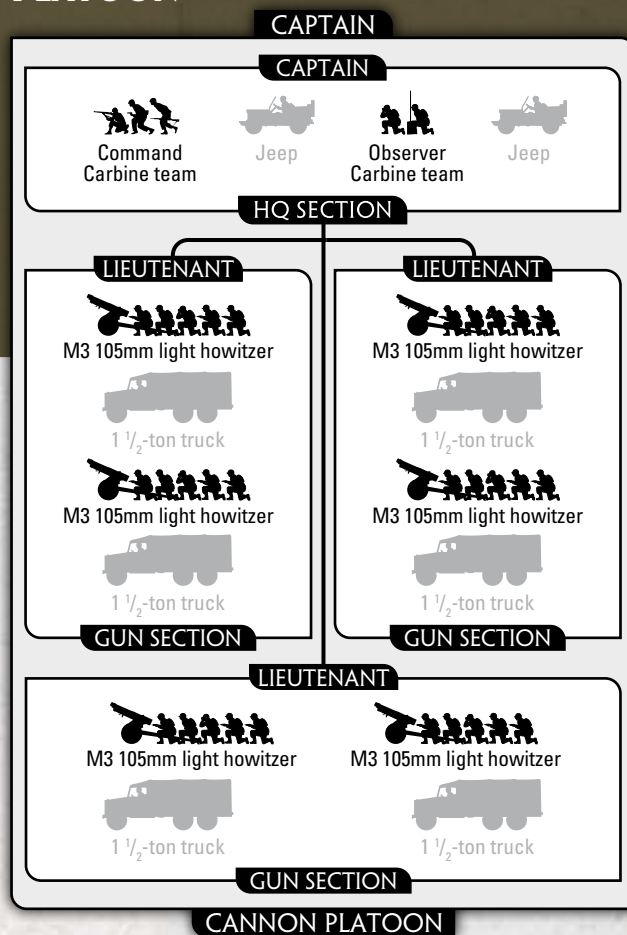 CAPTAIN
CAPTAIN
Command
Carbine team
Jeep
Observer
Carbine team
Jeep
HQ SECTION
LIEUTENANT
M3 105mm light howitzer
1 1/2-ton truck
M3 105mm light howitzer
1 1/2-ton truck
GUN SECTION
LIEUTENANT
M3 105mm light howitzer
1 1/2-ton truck
M3 105mm light howitzer
1 1/2-ton truck
GUN SECTION
LIEUTENANT
M3 105mm light howitzer
M3 105mm light howitzer
1 1/2-ton truck
1 1/2-ton truck
GUN SECTION
CANNON PLATOON